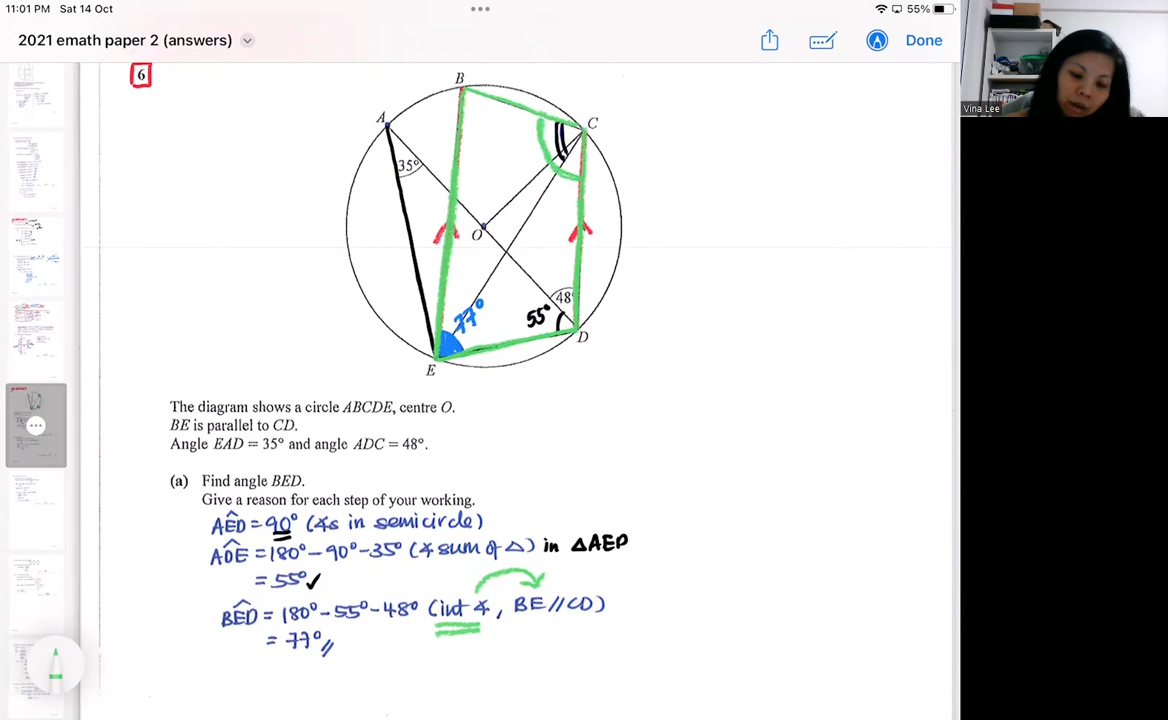 11:01 PM Sat 14 Oct
55%
2021 emath paper 2 (answers)
Done
Vina Lee
6
B
A
C
35°
O
48°
77°
55°
D
E
The diagram shows a circle ABCDE, centre O.
BE is parallel to CD.
Angle EAD = 35° and angle ADC = 48°.
(a) Find angle BED.
Give a reason for each step of your working.
AÊD = 90° (∡s in semicircle)
AD̂E = 180° – 90° – 35° (∡ sum of △) in △AED
= 55° ✓
BÊD = 180° – 55° – 48° (int ∡, BE//CD)
= 77°//